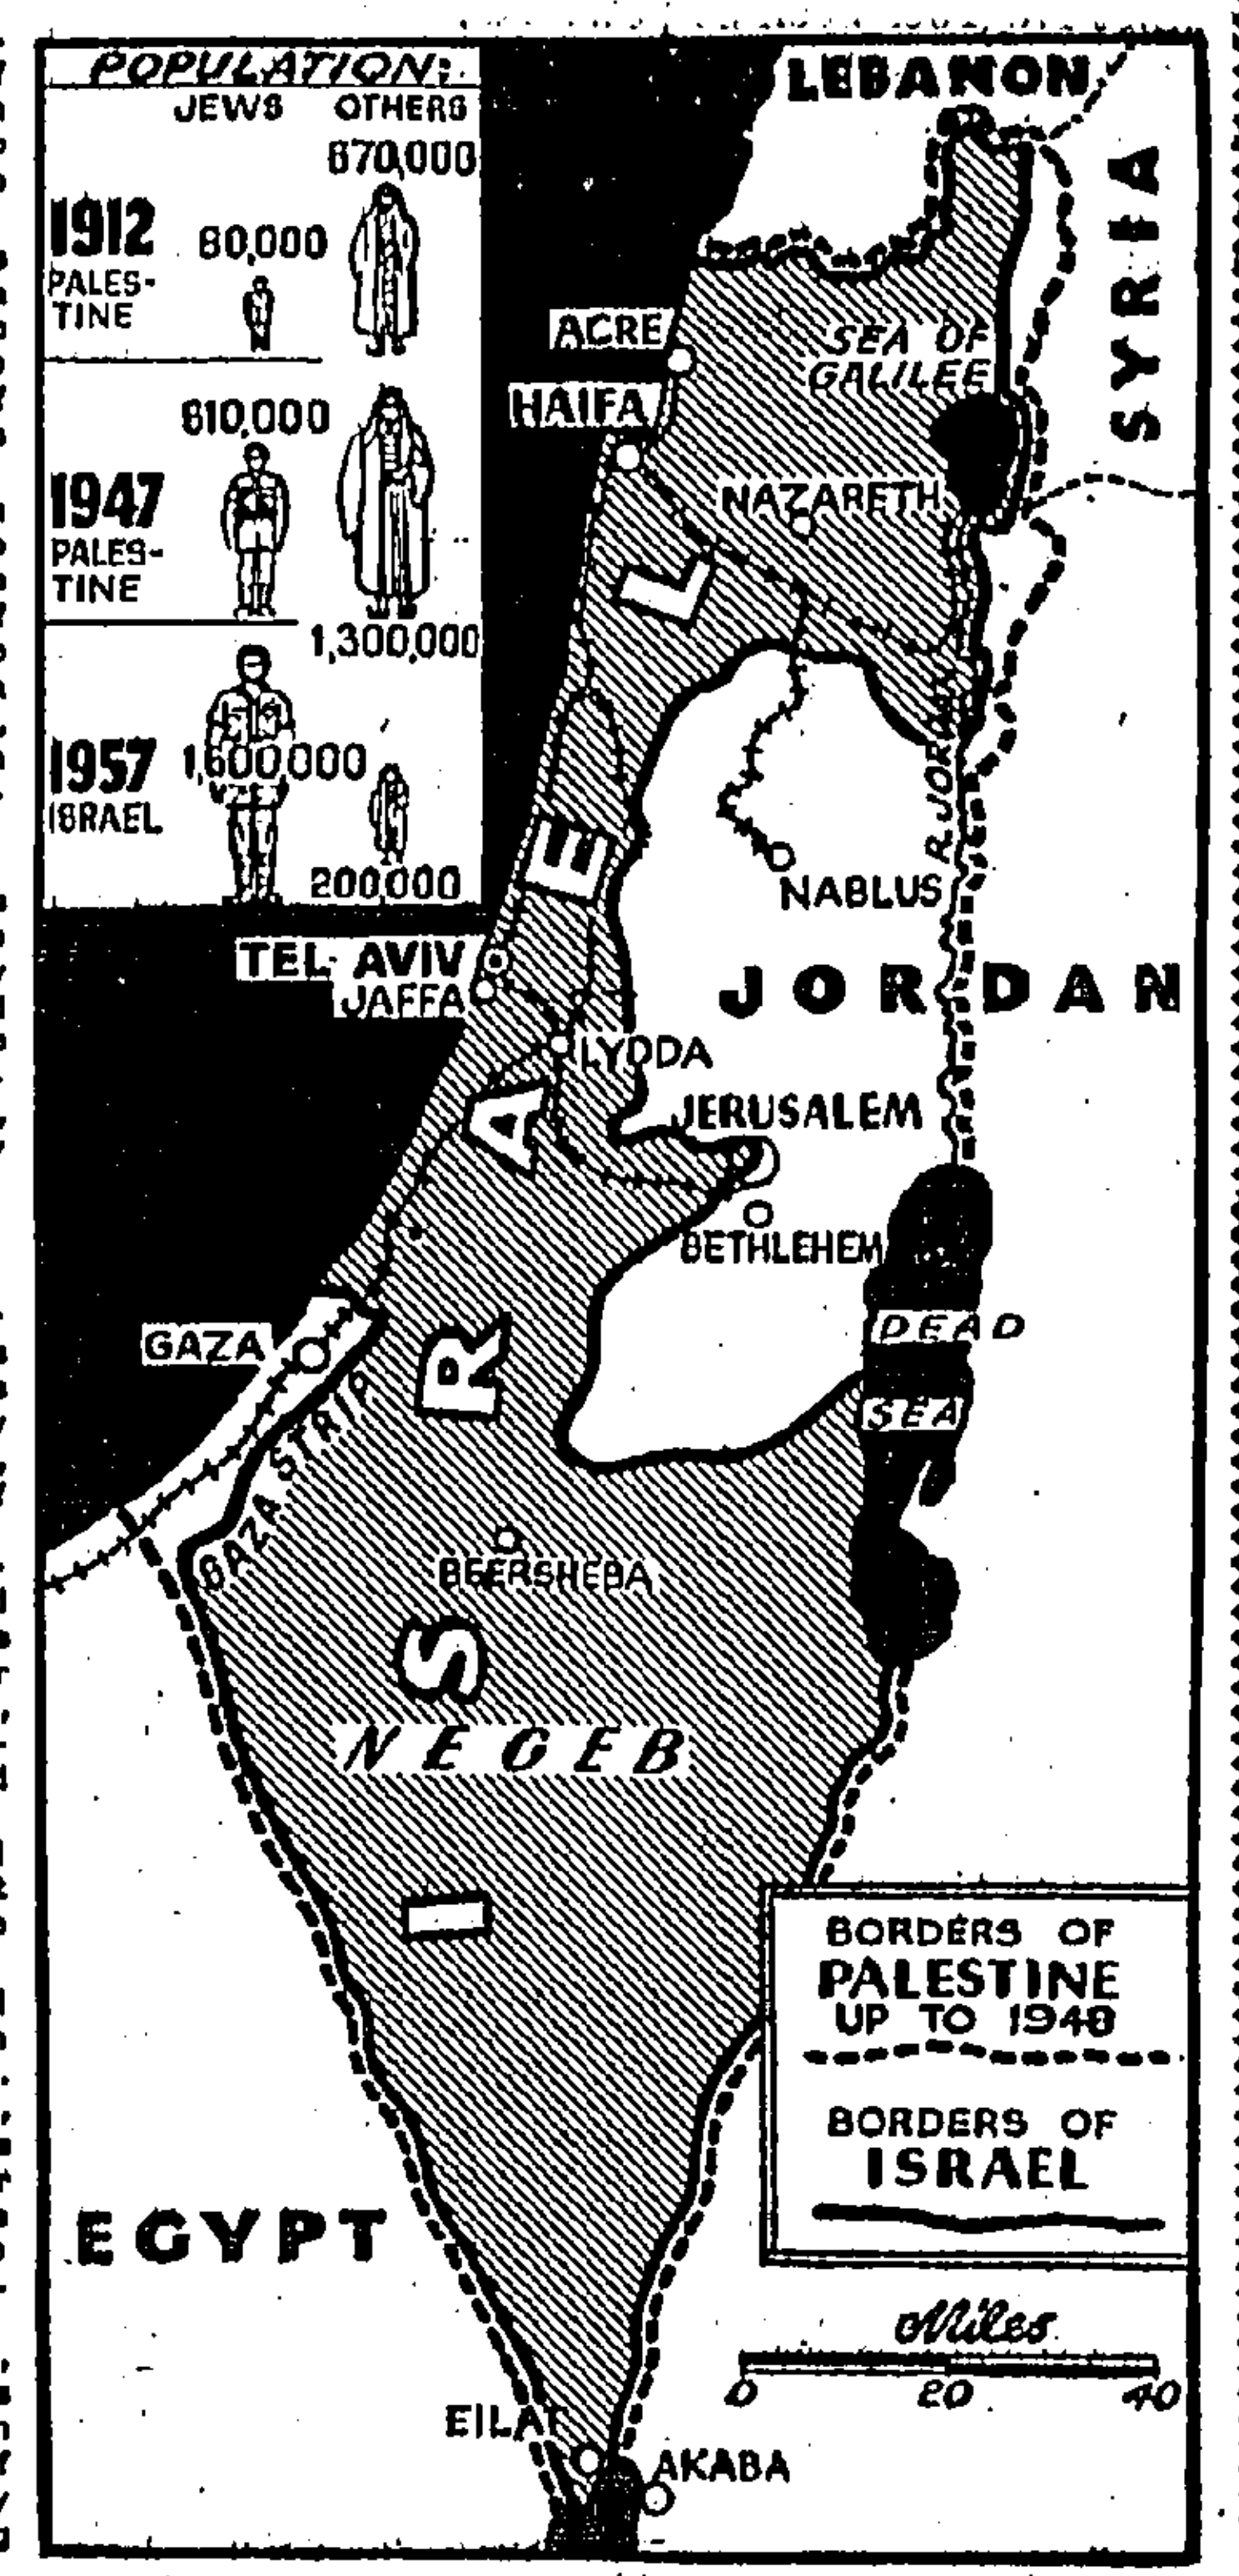 POPULATION:
JEWS OTHERS
670,000
1912
80,000
PALES-
TINE
610,000
1947
PALES-
TINE
1,300,000
1957
1,600,000
ISRAEL
200,000
LEBANON
SYRIA
ACRE
SEA OF
GALILEE
HAIFA
NAZARETH
R. JORDAN
NABLUS
TEL-AVIV
JAFFA
JORDAN
LYDDA
JERUSALEM
BETHLEHEM
GAZA
DEAD
SEA
GAZA STRIP
BEERSHEBA
ISRAEL
NEGEB
BORDERS OF
PALESTINE
UP TO 1948
BORDERS OF
ISRAEL
EGYPT
Miles
0 20 40
EILAT
AKABA